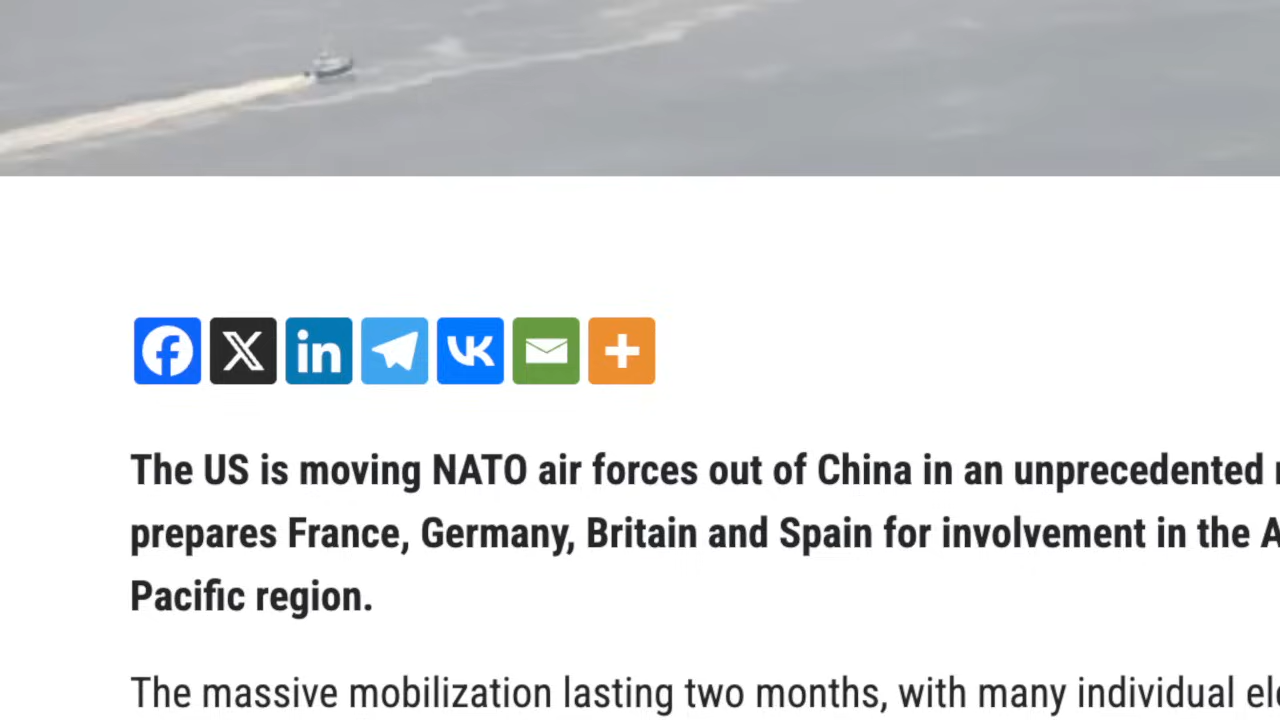 The US is moving NATO air forces out of China in an unprecedented
prepares France, Germany, Britain and Spain for involvement in the
Pacific region.
The massive mobilization lasting two months, with many individual